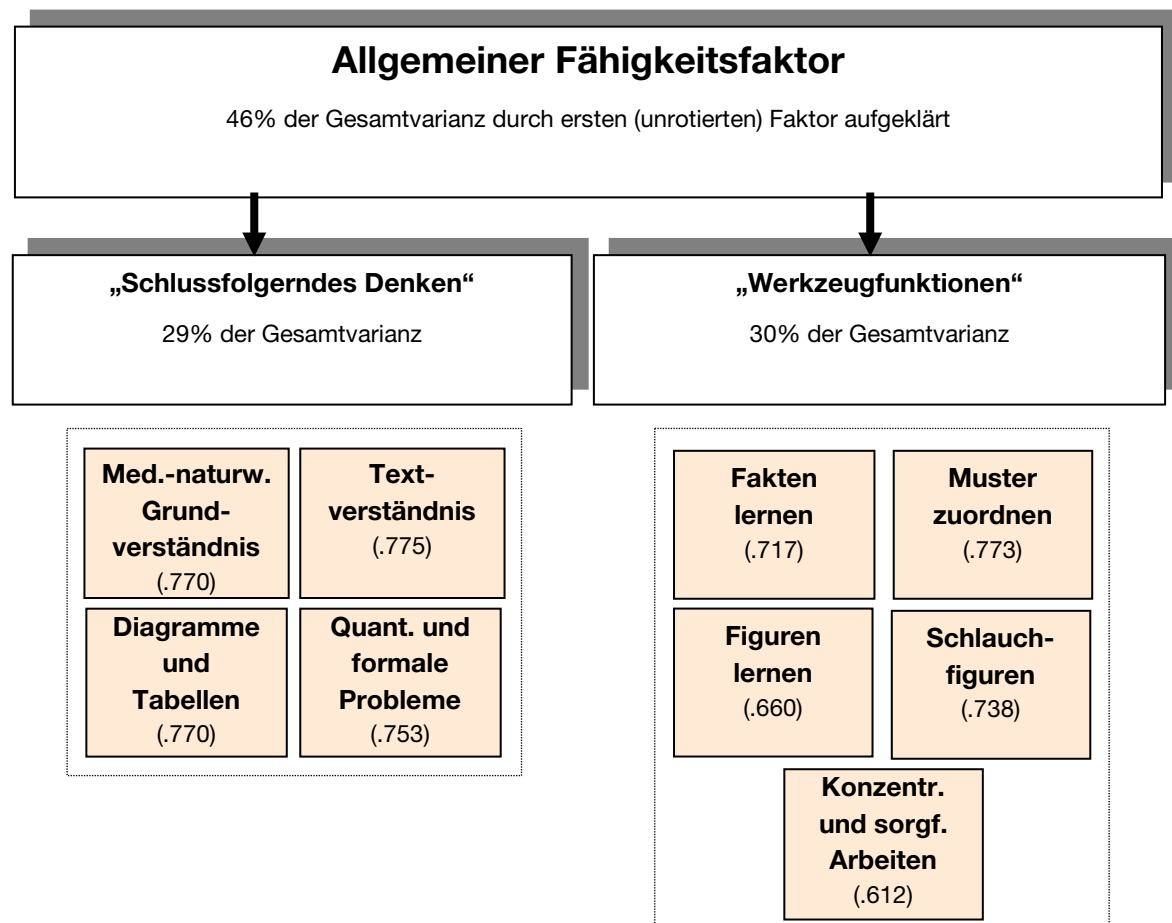 Allgemeiner Fähigkeitsfaktor
46% der Gesamtvarianz durch ersten (unrotierten) Faktor aufgeklärt
„Schlussfolgerndes Denken“
29% der Gesamtvarianz
„Werkzeugfunktionen“
30% der Gesamtvarianz
Med.-naturw.
Grund-
verständnis
(.770)
Text-
verständnis
(.775)
Diagramme
und
Tabellen
(.770)
Quant. und
formale
Probleme
(.753)
Fakten
lernen
(.717)
Muster
zuordnen
(.773)
Figuren
lernen
(.660)
Schlauch-
figuren
(.738)
Konzentr.
und sorgf.
Arbeiten
(.612)